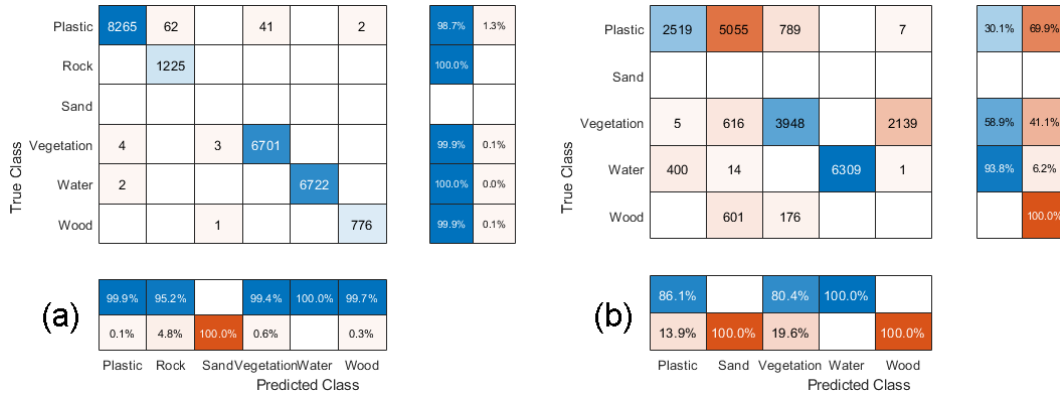 Plastic 8265 62 41 2 98.7% 1.3%
Rock 1225 100.0%
Sand
Vegetation 4 3 6701 99.9% 0.1%
Water 2 6722 100.0% 0.0%
Wood 1 776 99.9% 0.1%
True Class
(a)
99.9% 95.2% 99.4% 100.0% 99.7%
0.1% 4.8% 100.0% 0.6% 0.3%
Plastic Rock Sand Vegetation Water Wood
Predicted Class
Plastic 2519 5055 789 7 30.1% 69.9%
Sand
Vegetation 5 616 3948 2139 58.9% 41.1%
Water 400 14 6309 1 93.8% 6.2%
Wood 601 176 100.0%
True Class
(b)
86.1% 80.4% 100.0%
13.9% 100.0% 19.6% 100.0%
Plastic Sand Vegetation Water Wood
Predicted Class